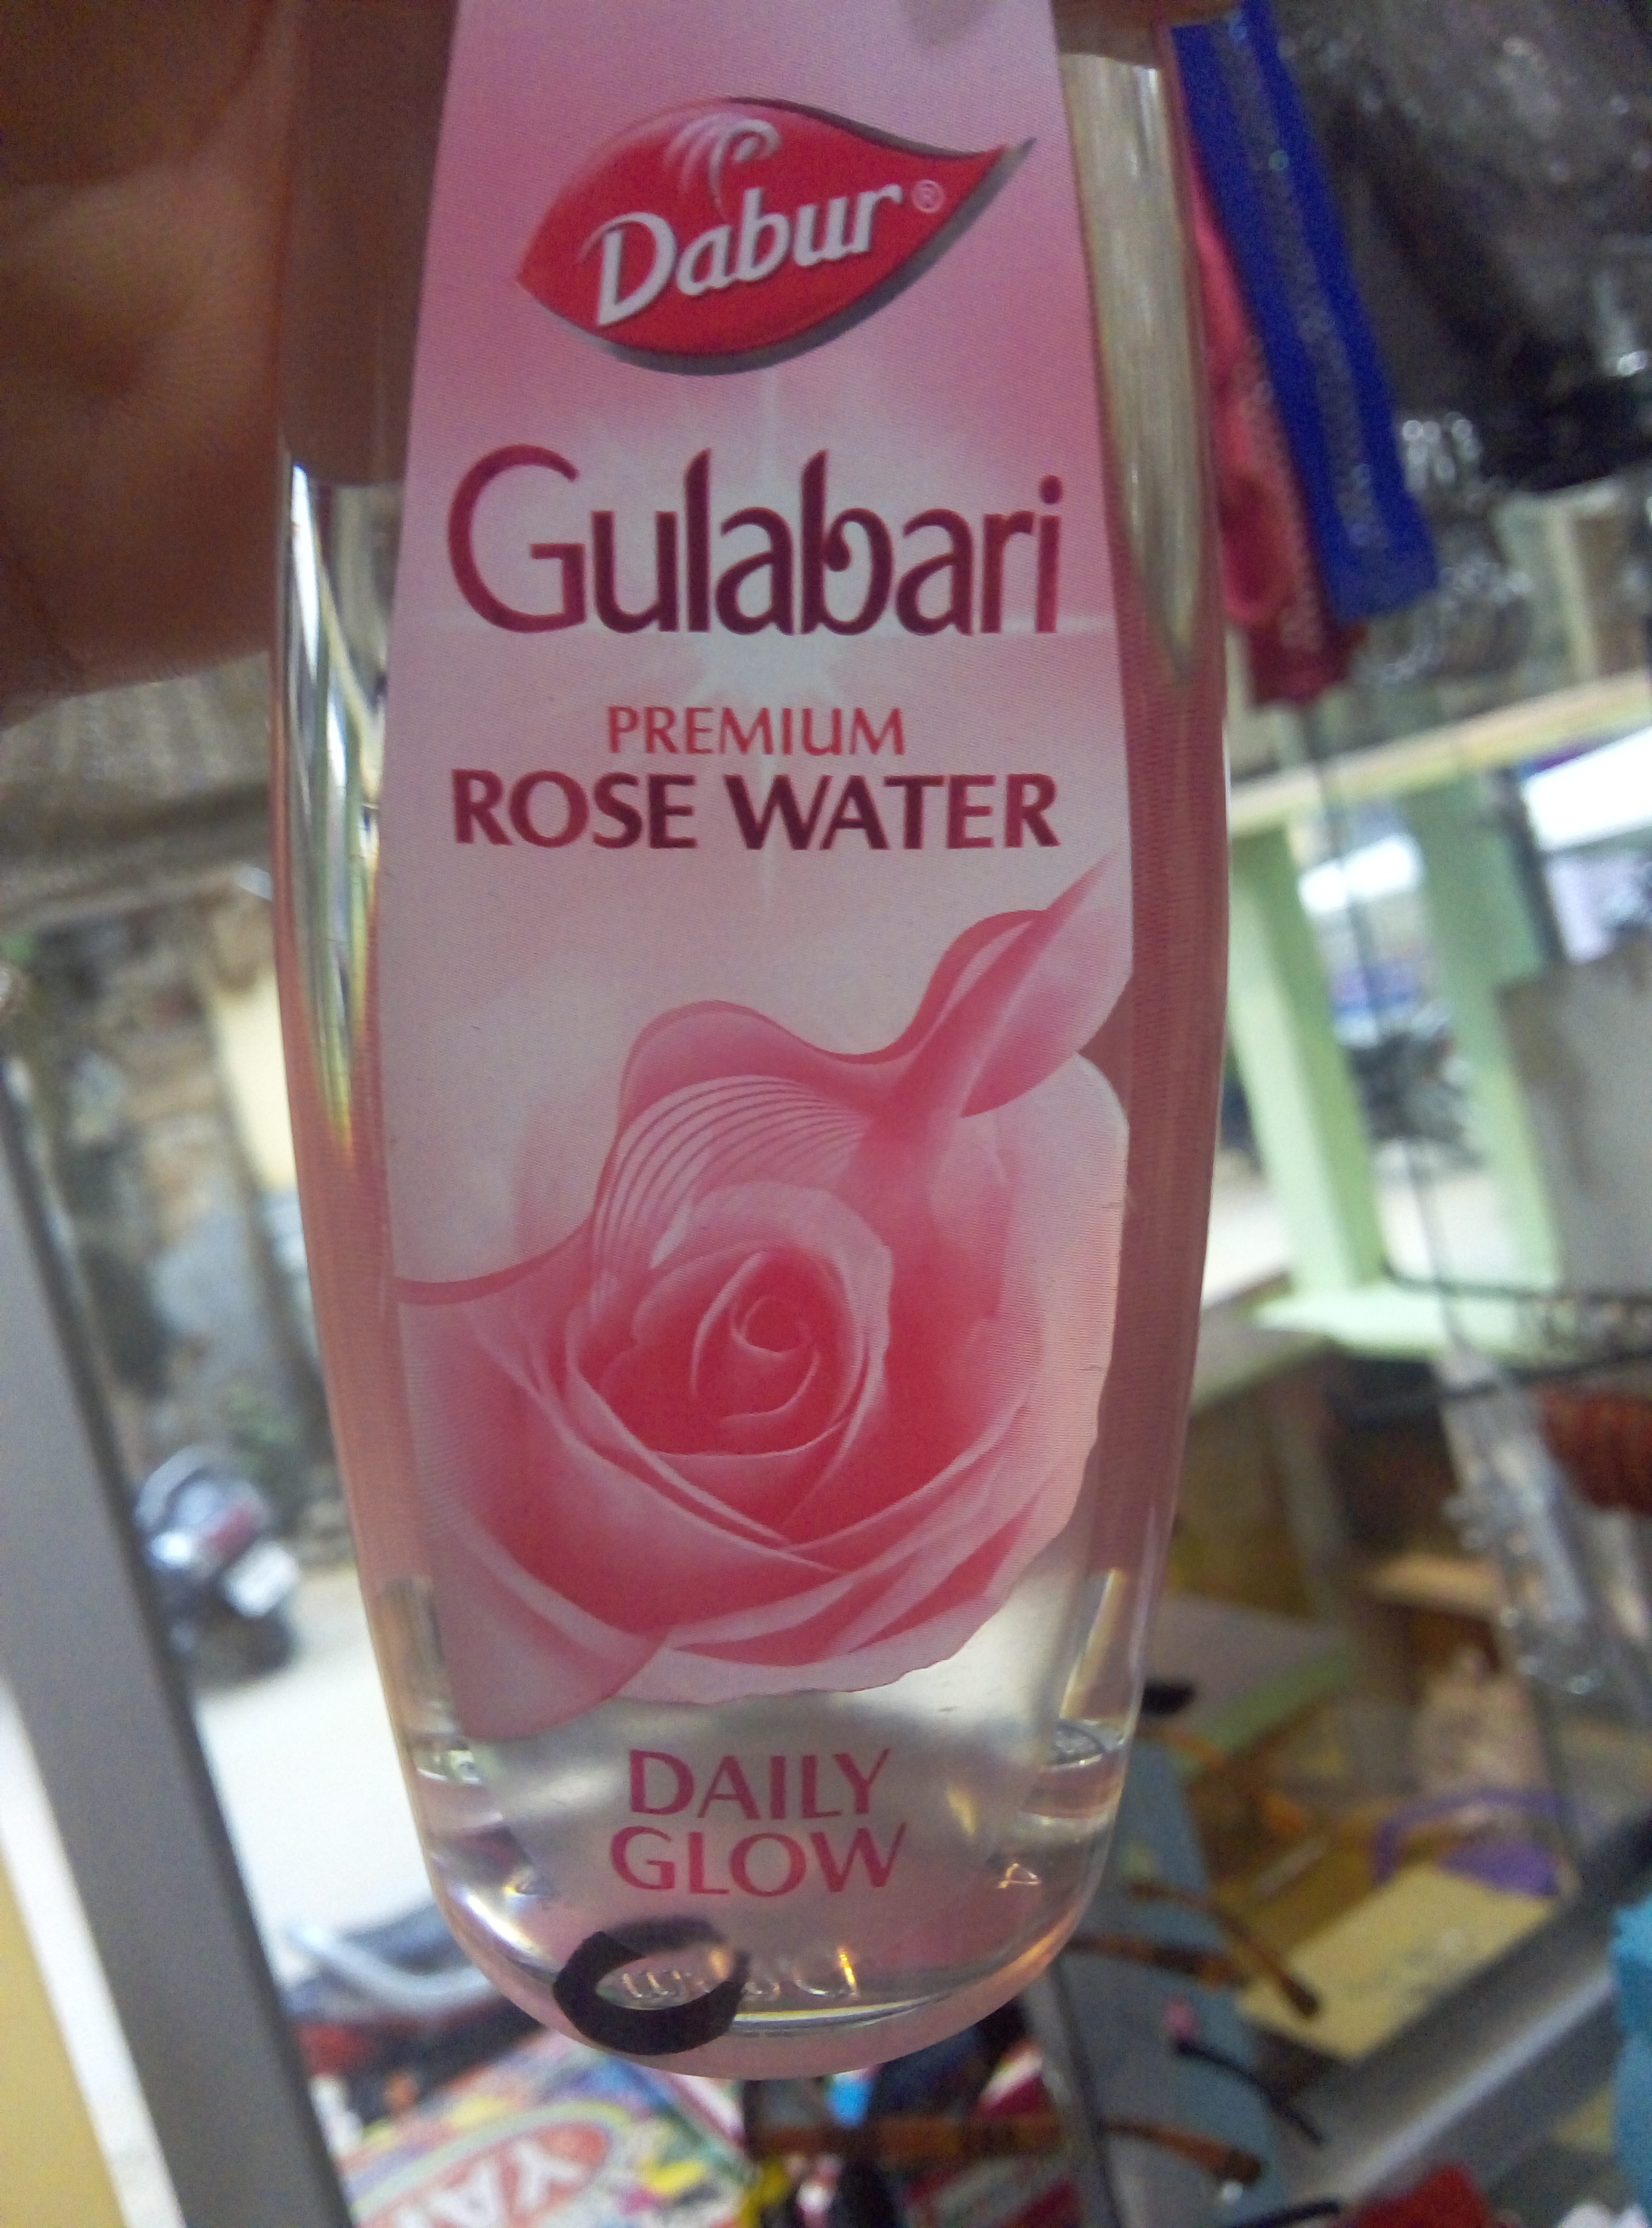 Dabur®
Gulabari
PREMIUM
ROSE WATER
DAILY
GLOW